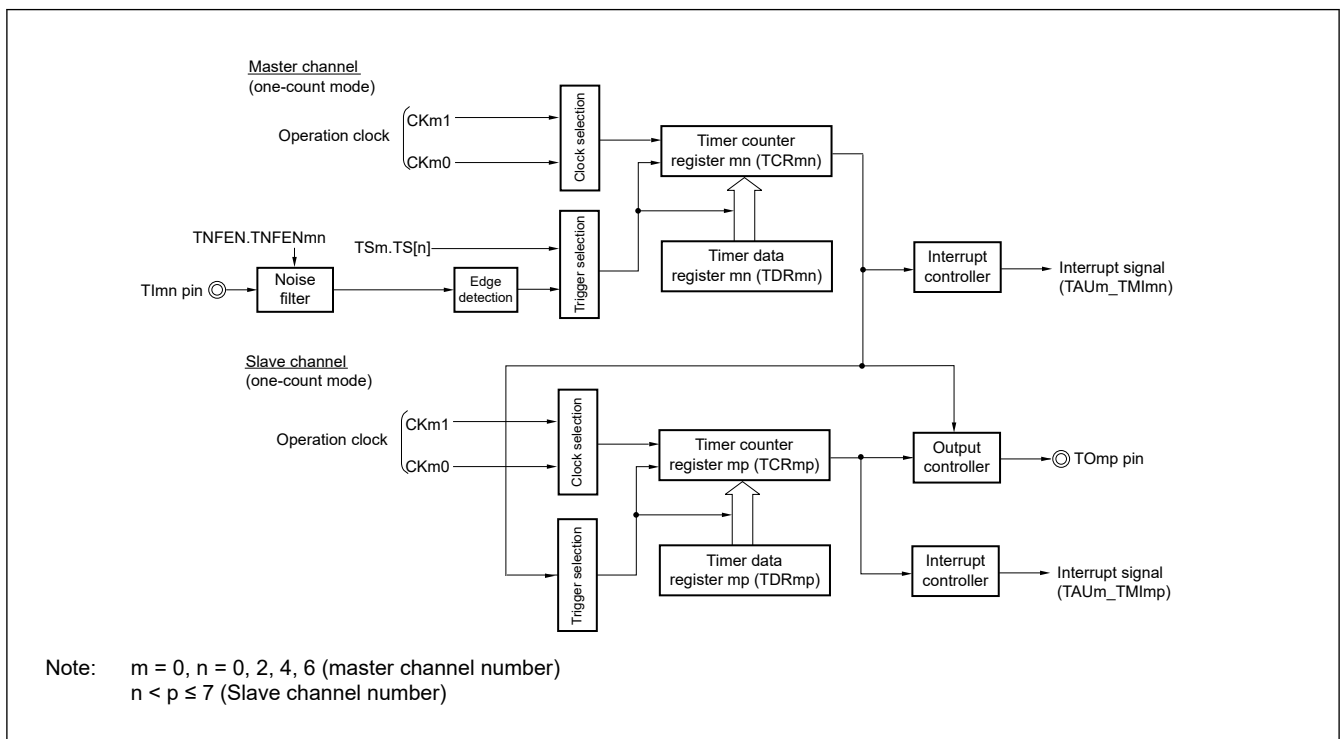 Master channel
(one-count mode)
Operation clock
CKm1
CKm0
Clock selection
Timer counter
register mn (TCRmn)
TNFEN.TNFENmn
TSm.TS[n]
Trigger selection
Timer data
register mn (TDRmn)
Interrupt
controller
Interrupt signal
(TAUm_TMImn)
TImn pin
Noise
filter
Edge
detection
Slave channel
(one-count mode)
Operation clock
CKm1
CKm0
Clock selection
Timer counter
register mp (TCRmp)
Output
controller
TOmp pin
Trigger selection
Timer data
register mp (TDRmp)
Interrupt
controller
Interrupt signal
(TAUm_TMImp)
Note: m = 0, n = 0, 2, 4, 6 (master channel number)
n < p ≤ 7 (Slave channel number)